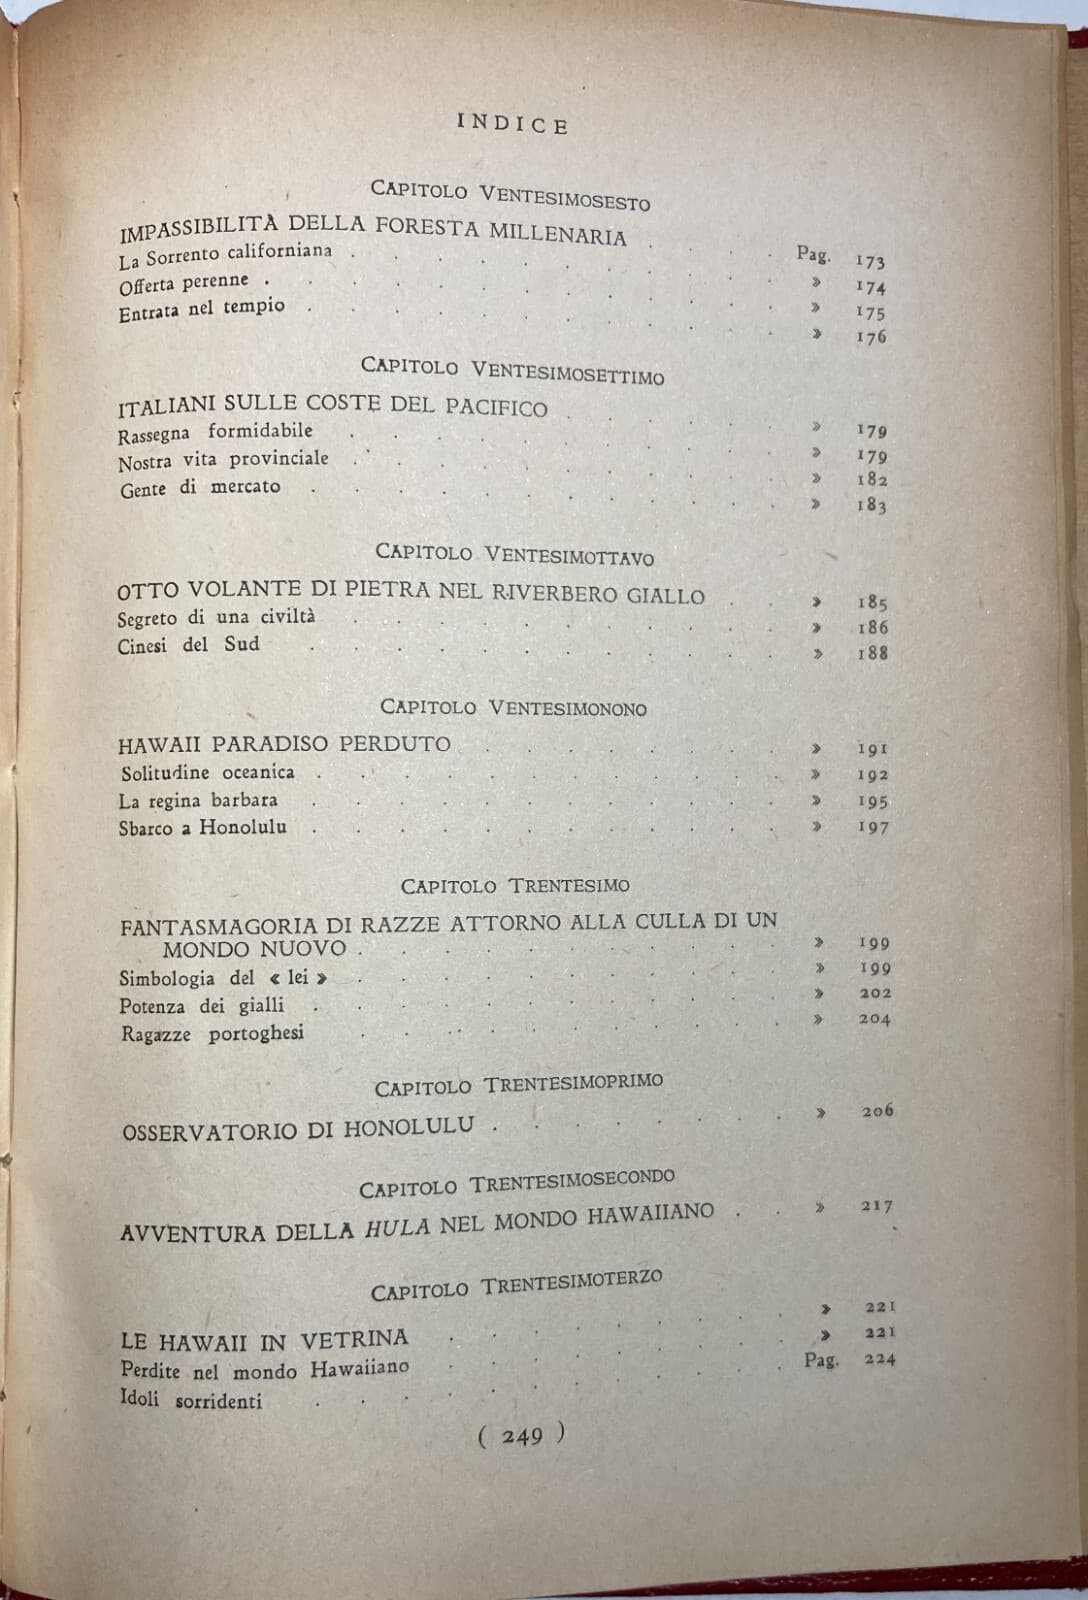 INDICE
CAPITOLO VENTESIMOSESTO
IMPASSIBILITÀ DELLA FORESTA MILLENARIA . . . . Pag. 173
La Sorrento californiana . . . . . . . . . . » 174
Offerta perenne . . . . . . . . . . . . » 175
Entrata nel tempio . . . . . . . . . . . » 176
CAPITOLO VENTESIMOSETTIMO
ITALIANI SULLE COSTE DEL PACIFICO . . . . . . » 179
Rassegna formidabile . . . . . . . . . . . » 179
Nostra vita provinciale . . . . . . . . . . . » 182
Gente di mercato . . . . . . . . . . . . » 183
CAPITOLO VENTESIMOTTAVO
OTTO VOLANTE DI PIETRA NEL RIVERBERO GIALLO . . » 185
Segreto di una civiltà . . . . . . . . . . . » 186
Cinesi del Sud . . . . . . . . . . . . » 188
CAPITOLO VENTESIMONONO
HAWAII PARADISO PERDUTO . . . . . . . . » 191
Solitudine oceanica . . . . . . . . . . . . » 192
La regina barbara . . . . . . . . . . . . » 195
Sbarco a Honolulu . . . . . . . . . . . . » 197
CAPITOLO TRENTESIMO
FANTASMAGORIA DI RAZZE ATTORNO ALLA CULLA DI UN
MONDO NUOVO . . . . . . . . . . . » 199
Simbologia del « lei » . . . . . . . . . . . » 199
Potenza dei gialli . . . . . . . . . . . . » 202
Ragazze portoghesi . . . . . . . . . . . » 204
CAPITOLO TRENTESIMOPRIMO
OSSERVATORIO DI HONOLULU . . . . . . . . » 206
CAPITOLO TRENTESIMOSECONDO
AVVENTURA DELLA HULA NEL MONDO HAWAIIANO . . » 217
CAPITOLO TRENTESIMOTERZO
LE HAWAII IN VETRINA . . . . . . . . . » 221
Perdite nel mondo Hawaiiano . . . . . . . . . » 221
Idoli sorridenti . . . . . . . . . . . . Pag. 224
( 249 )